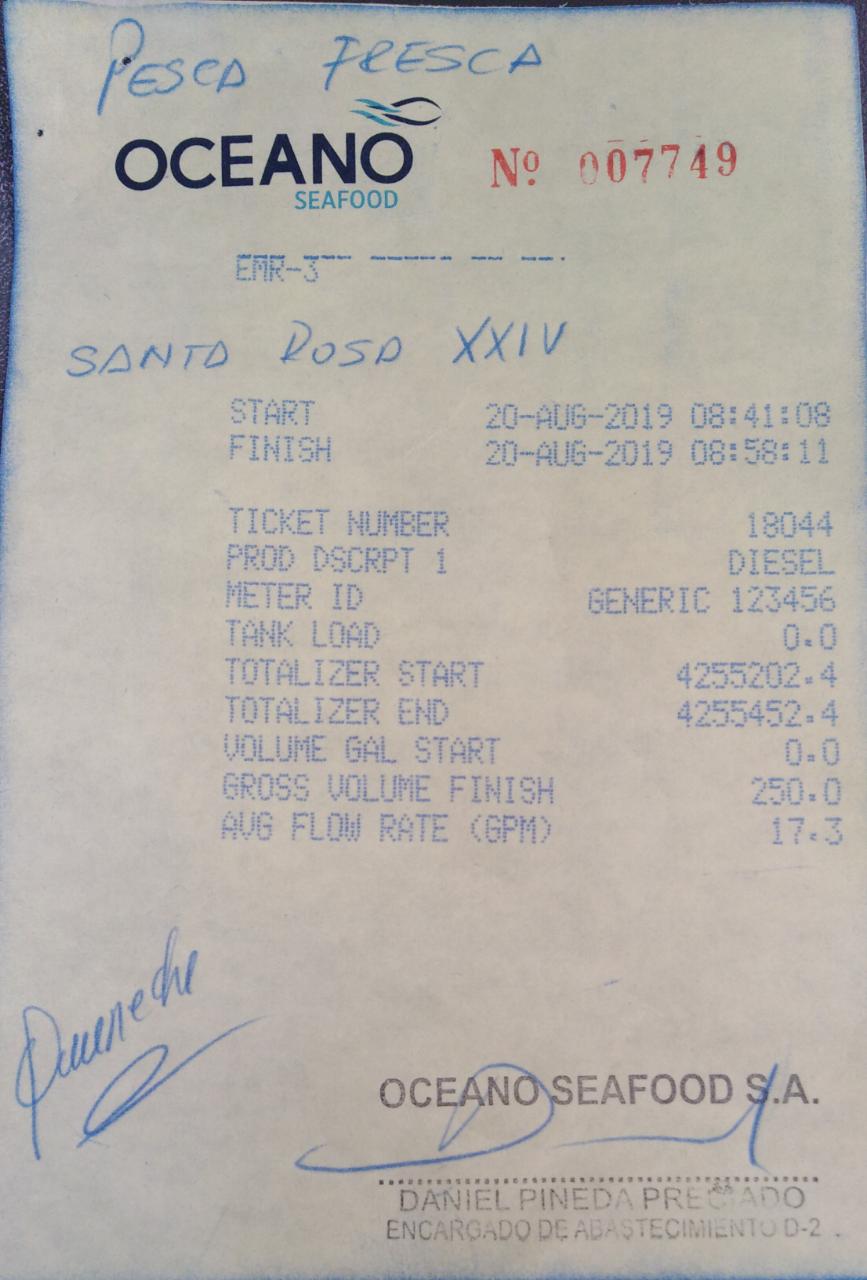 PESCA FRESCA
OCEANO
SEAFOOD
Nº 007749
EMR-3
SANTA ROSA XXIV
START 20-AUG-2019 08:41:08
FINISH 20-AUG-2019 08:58:11
TICKET NUMBER 18044
PROD DSCRPT 1 DIESEL
METER ID GENERIC 123456
TANK LOAD 0.0
TOTALIZER START 4255202.4
TOTALIZER END 4255452.4
VOLUME GAL START 0.0
GROSS VOLUME FINISH 250.0
AVG FLOW RATE (GPM) 17.3
OCEANO SEAFOOD S.A.
DANIEL PINEDA PRECIADO
ENCARGADO DE ABASTECIMIENTO D-2